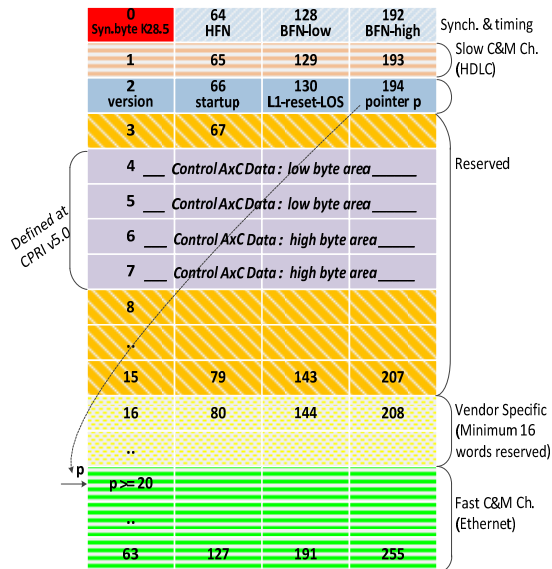 0 64 128 192
Syn.byte K28.5 HFN BFN-low BFN-high
Synch. & timing
1 65 129 193
Slow C&M Ch.
(HDLC)
2 66 130 194
version startup L1-reset-LOS pointer p
3 67
Reserved
4 Control AxC Data : low byte area
5 Control AxC Data : low byte area
6 Control AxC Data : high byte area
7 Control AxC Data : high byte area
Defined at
CPRI v5.0
8
..
15 79 143 207
16 80 144 208
..
Vendor Specific
(Minimum 16
words reserved)
p
p >= 20
..
63 127 191 255
Fast C&M Ch.
(Ethernet)